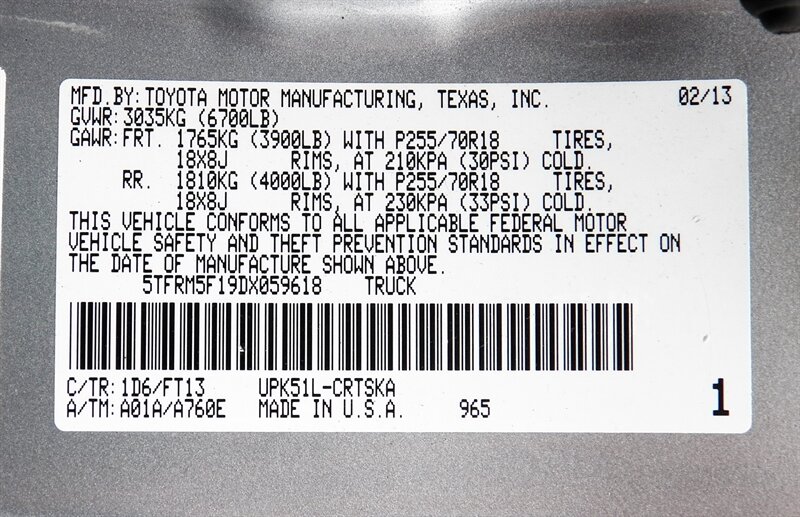 MFD.BY: TOYOTA MOTOR MANUFACTURING, TEXAS, INC. 02/13
GVWR: 3035KG (6700LB)
GAWR: FRT. 1765KG (3900LB) WITH P255/70R18 TIRES,
18X8J RIMS, AT 210KPA (30PSI) COLD.
RR. 1810KG (4000LB) WITH P255/70R18 TIRES,
18X8J RIMS, AT 230KPA (33PSI) COLD.
THIS VEHICLE CONFORMS TO ALL APPLICABLE FEDERAL MOTOR
VEHICLE SAFETY AND THEFT PREVENTION STANDARDS IN EFFECT ON
THE DATE OF MANUFACTURE SHOWN ABOVE.
5TFRM5F19DX059618 TRUCK
C/TR: 1D6/FT13 UPK51L-CRTSKA
A/TM: A01A/A760E MADE IN U.S.A. 965 1